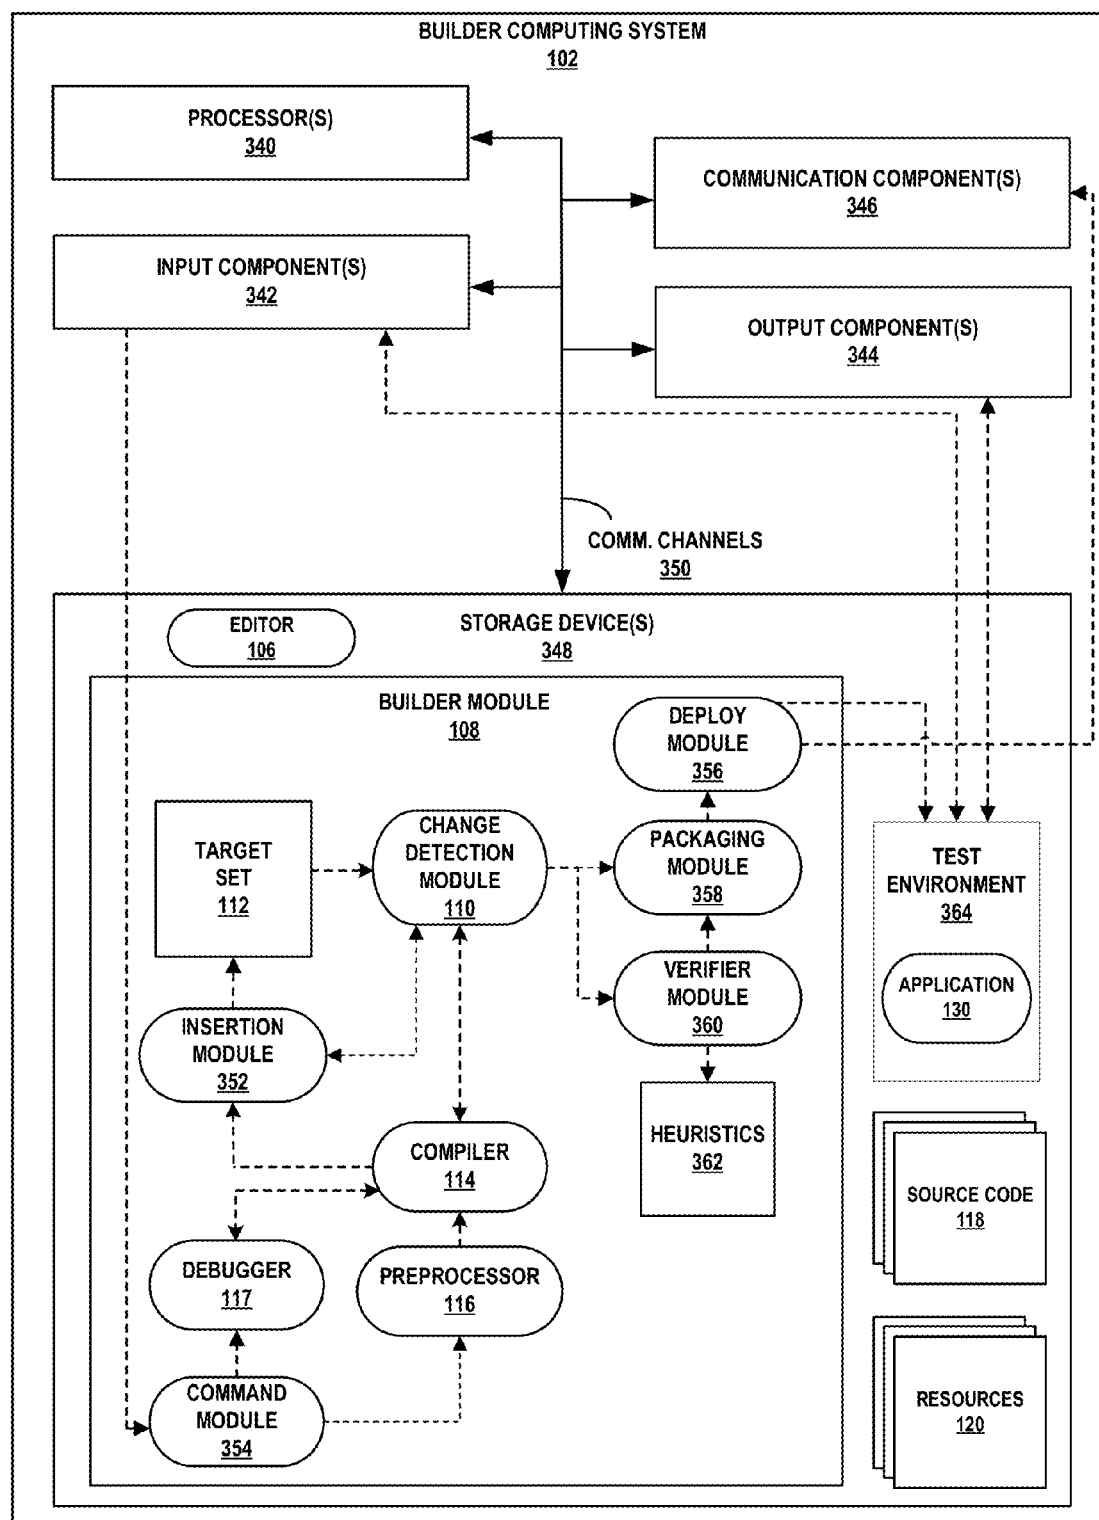 BUILDER COMPUTING SYSTEM
102
PROCESSOR(S)
340
COMMUNICATION COMPONENT(S)
346
INPUT COMPONENT(S)
342
OUTPUT COMPONENT(S)
344
COMM. CHANNELS
350
EDITOR
106
STORAGE DEVICE(S)
348
BUILDER MODULE
108
DEPLOY
MODULE
356
TARGET
SET
112
CHANGE
DETECTION
MODULE
110
PACKAGING
MODULE
358
TEST
ENVIRONMENT
364
VERIFIER
MODULE
360
APPLICATION
130
INSERTION
MODULE
352
HEURISTICS
362
COMPILER
114
SOURCE CODE
118
DEBUGGER
117
PREPROCESSOR
116
COMMAND
MODULE
354
RESOURCES
120